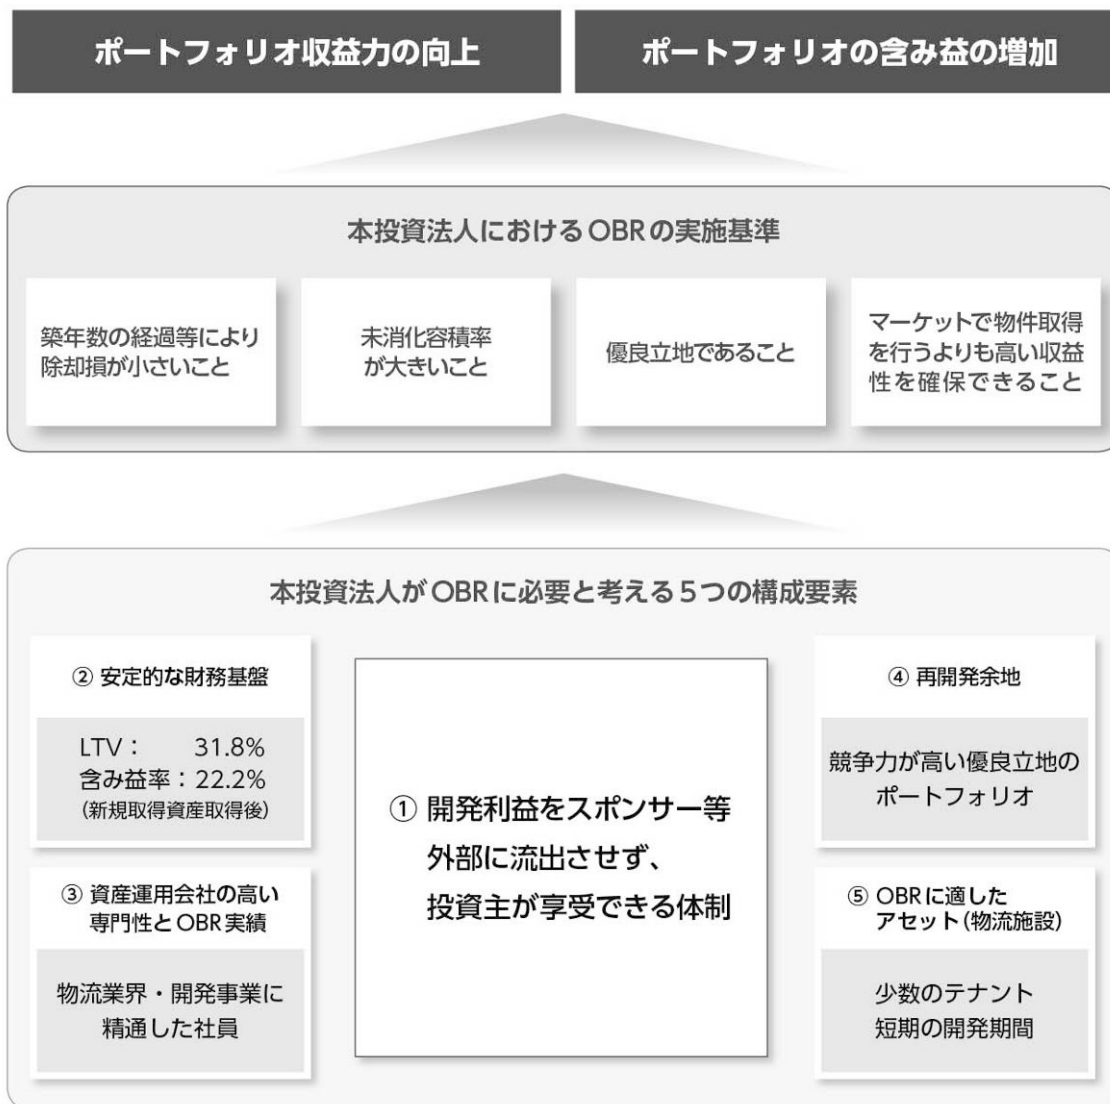 ポートフォリオ収益力の向上
ポートフォリオの含み益の増加
本投資法人におけるOBRの実施基準
築年数の経過等により
除却損が小さいこと
未消化容積率
が大きいこと
優良立地であること
マーケットで物件取得
を行うよりも高い収益
性を確保できること
本投資法人がOBRに必要と考える5つの構成要素
② 安定的な財務基盤
LTV: 31.8%
含み益率:22.2%
(新規取得資産取得後)
③ 資産運用会社の高い
専門性とOBR実績
物流業界・開発事業に
精通した社員
① 開発利益をスポンサー等
外部に流出させず、
投資主が享受できる体制
④ 再開発余地
競争力が高い優良立地の
ポートフォリオ
⑤ OBRに適した
アセット(物流施設)
少数のテナント
短期の開発期間